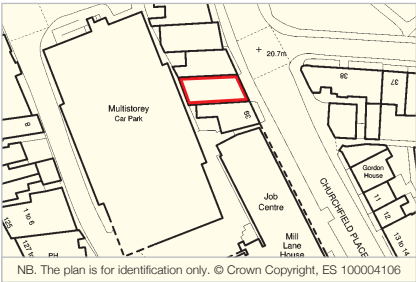 20.7m
38
37
Multistorey
Car Park
36
8
Gordon
House
Job
Centre
CHURCHFIELD PLACE
11
12
13 to 14
Mill
Lane
House
1 to 6
125
127 to
PH
NB. The plan is for identification only. © Crown Copyright, ES 100004106